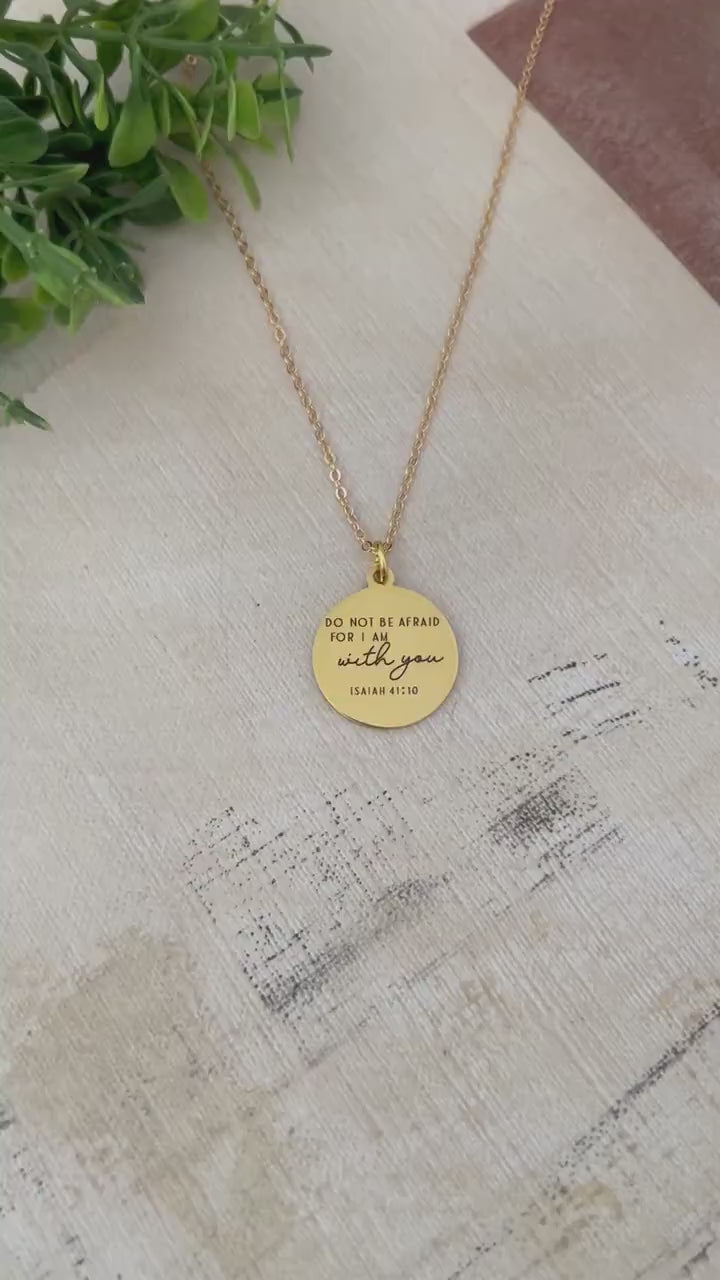 DO NOT BE AFRAID
FOR I AM
with you
ISAIAH 41:10